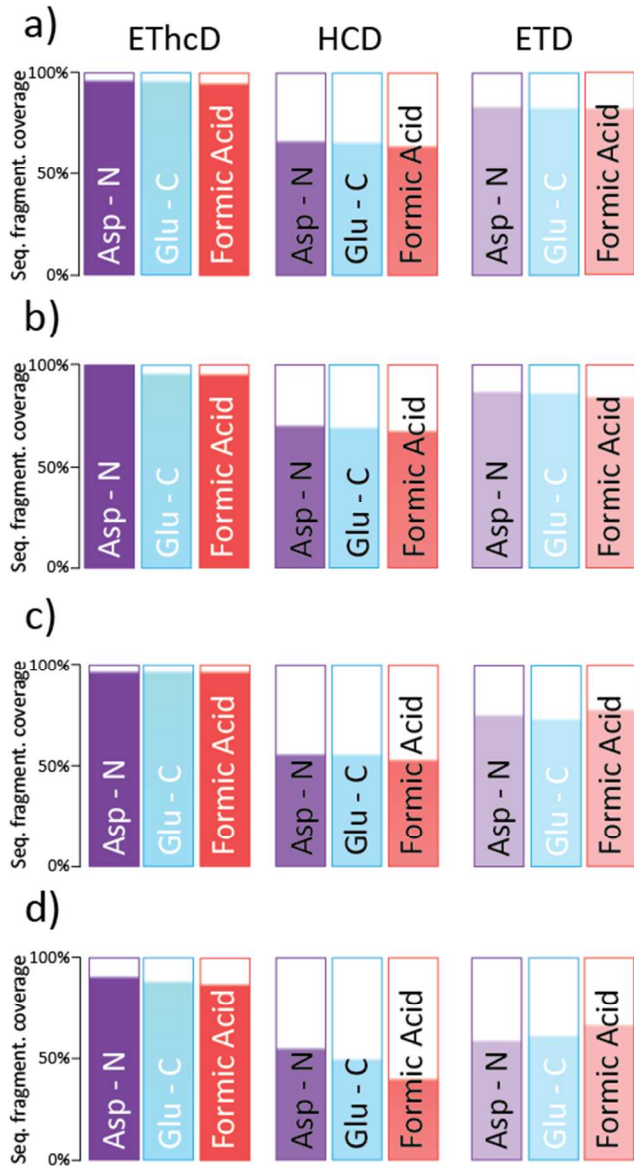 a)
EThcD HCD ETD
Seq. fragment. coverage
100%
50%
0%
Asp - N
Glu - C
Formic Acid
Asp - N
Glu - C
Formic Acid
Asp - N
Glu - C
Formic Acid
b)
Seq. fragment. coverage
100%
50%
0%
Asp - N
Glu - C
Formic Acid
Asp - N
Glu - C
Formic Acid
Asp - N
Glu - C
Formic Acid
c)
Seq. fragment. coverage
100%
50%
0%
Asp - N
Glu - C
Formic Acid
Asp - N
Glu - C
Formic Acid
Asp - N
Glu - C
Formic Acid
d)
Seq. fragment. coverage
100%
50%
0%
Asp - N
Glu - C
Formic Acid
Asp - N
Glu - C
Formic Acid
Asp - N
Glu - C
Formic Acid